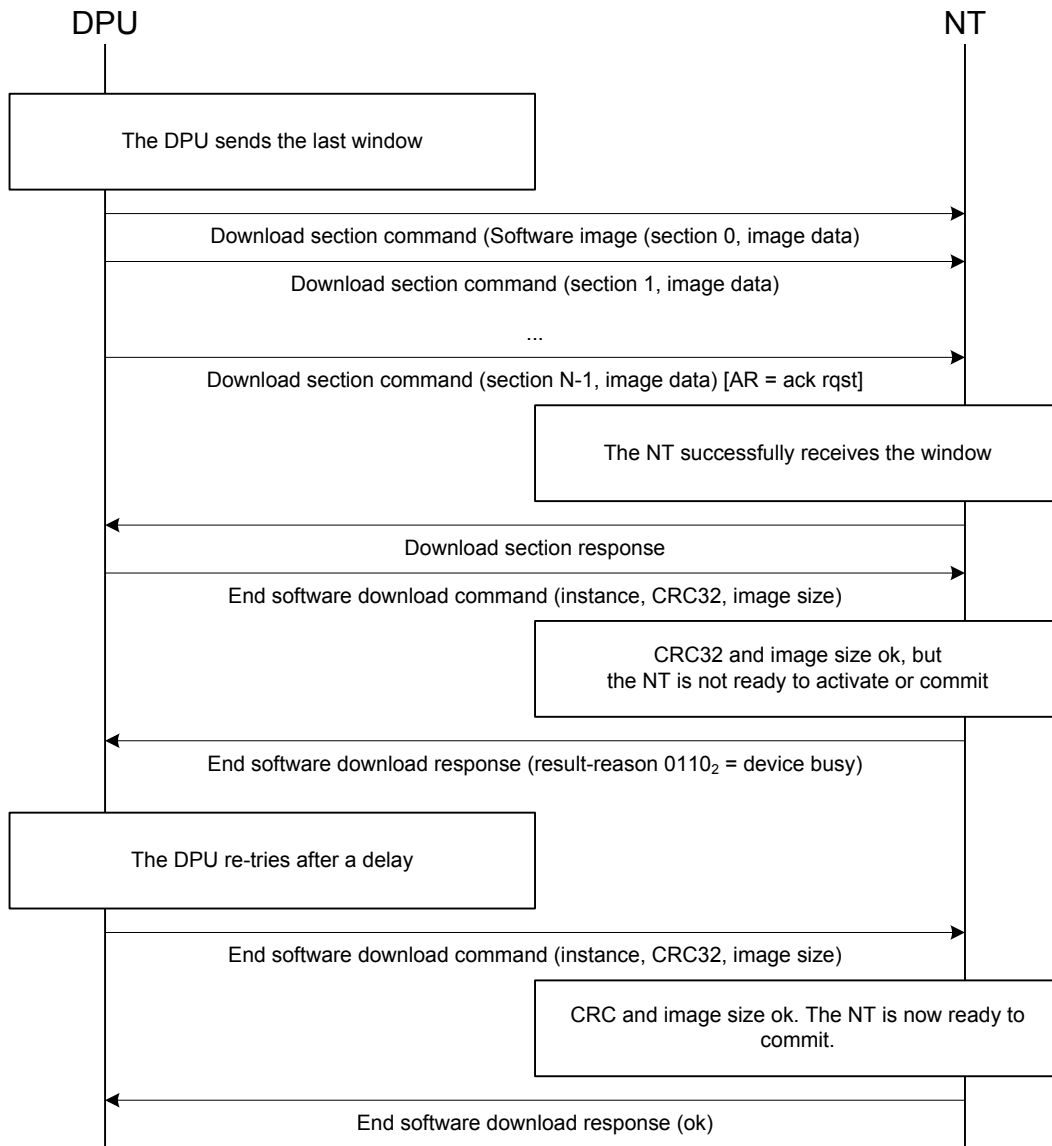 DPU
NT
The DPU sends the last window
Download section command (Software image (section 0, image data)
Download section command (section 1, image data)
...
Download section command (section N-1, image data) [AR = ack rqst]
The NT successfully receives the window
Download section response
End software download command (instance, CRC32, image size)
CRC32 and image size ok, but
the NT is not ready to activate or commit
End software download response (result-reason 0110₂ = device busy)
The DPU re-tries after a delay
End software download command (instance, CRC32, image size)
CRC and image size ok. The NT is now ready to
commit.
End software download response (ok)